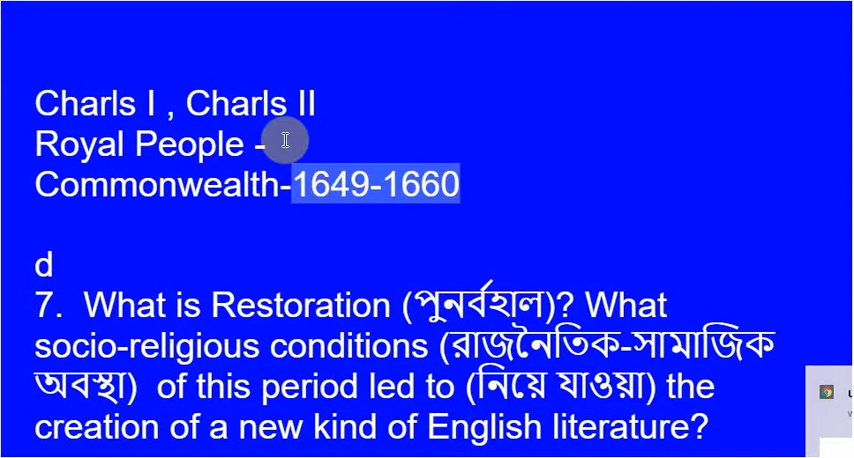 Charls I , Charls II
Royal People -
Commonwealth-1649-1660
d
7. What is Restoration (পুনর্বহাল)? What
socio-religious conditions (রাজনৈতিক-সামাজিক
অবস্থা) of this period led to (নিয়ে যাওয়া) the
creation of a new kind of English literature?